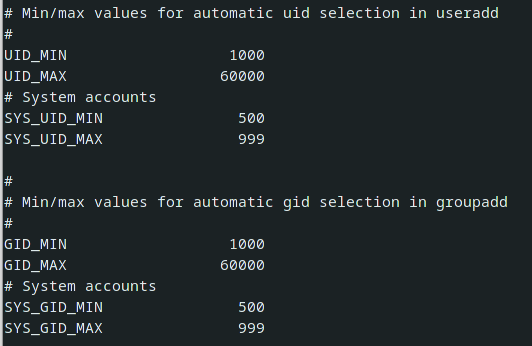 # Min/max values for automatic uid selection in useradd
#
UID_MIN                  1000
UID_MAX                 60000
# System accounts
SYS_UID_MIN               500
SYS_UID_MAX               999

#
# Min/max values for automatic gid selection in groupadd
#
GID_MIN                  1000
GID_MAX                 60000
# System accounts
SYS_GID_MIN               500
SYS_GID_MAX               999